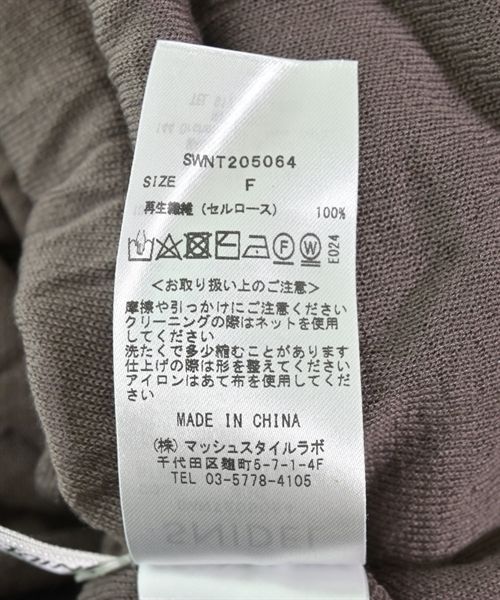 SWNT205064
SIZE F
再生繊維（セルロース） 100%
F W E024
＜お取り扱い上のご注意＞
摩擦や引っかけにご注意ください
クリーニングの際はネットを使用
してください
洗たくで多少縮むことがあります
仕上げの際は形を整えてください
アイロンはあて布を使用してください
MADE IN CHINA
(株) マッシュスタイルラボ
千代田区麹町5-7-1-4F
TEL 03-5778-4105
SNIDEL